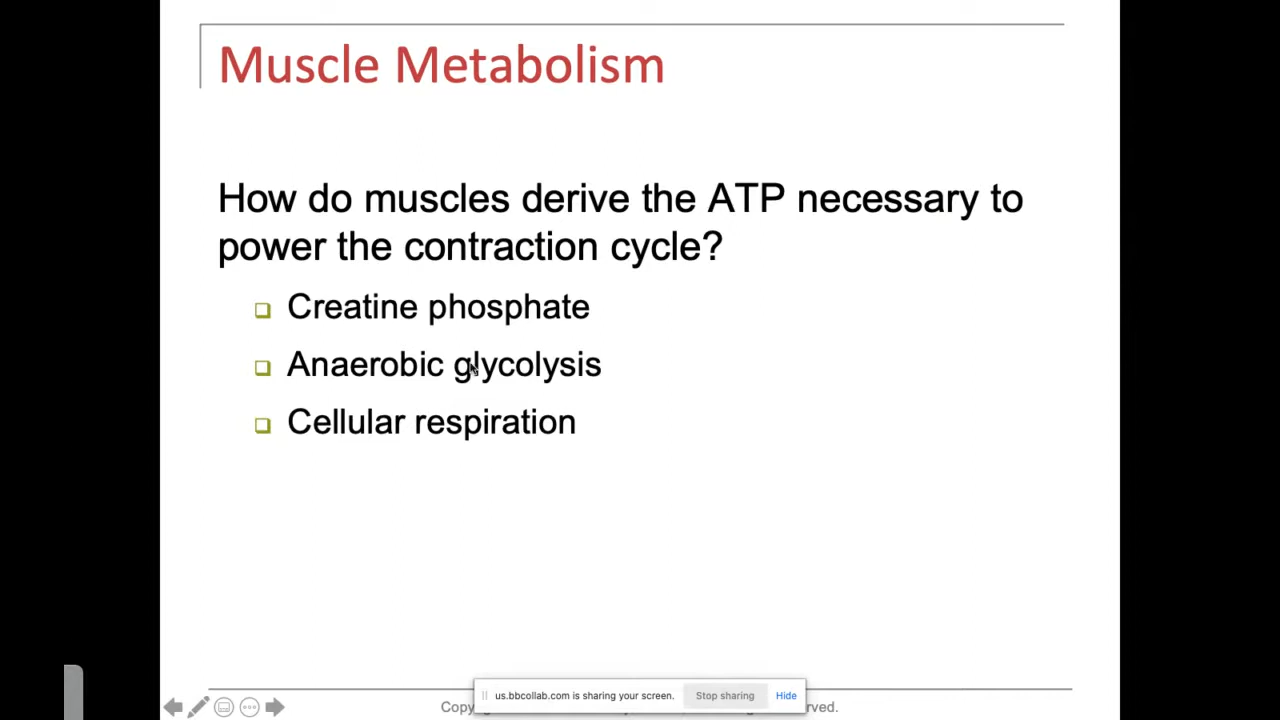 Muscle Metabolism
How do muscles derive the ATP necessary to
power the contraction cycle?
Creatine phosphate
Anaerobic glycolysis
Cellular respiration
us.bbcollab.com is sharing your screen. Stop sharing Hide